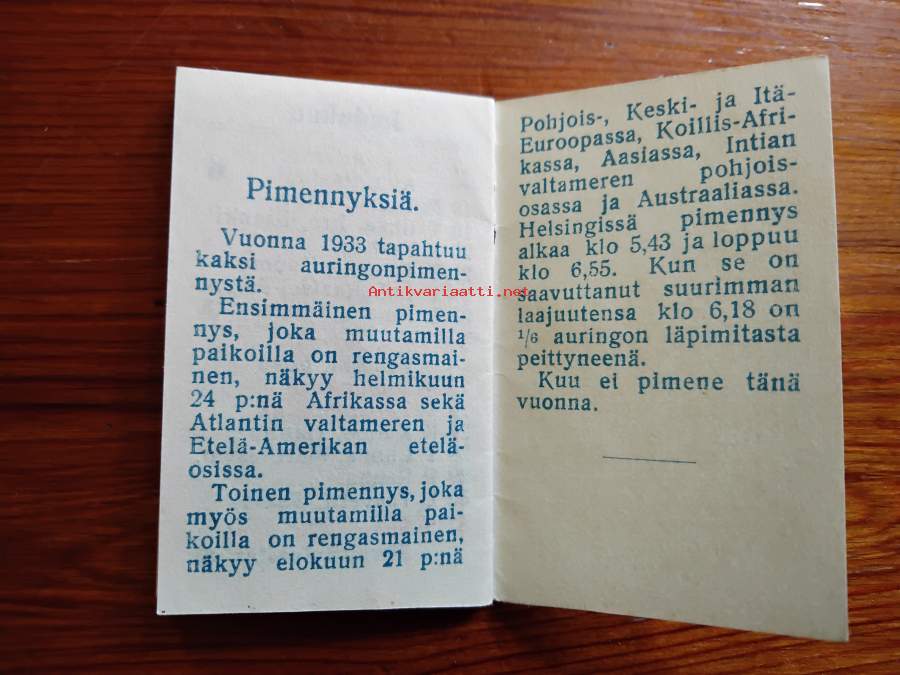 Pimennyksiä.
Vuonna 1933 tapahtuu
kaksi auringonpimen-
nystä.
Ensimmäinen pimen-
nys, joka muutamilla
paikoilla on rengasmai-
nen, näkyy helmikuun
24 p:nä Afrikassa sekä
Atlantin valtameren ja
Etelä-Amerikan etelä-
osissa.
Toinen pimennys, joka
myös muutamilla pai-
koilla on rengasmainen,
näkyy elokuun 21 p:nä
Pohjois-, Keski- ja Itä-
Euroopassa, Koillis-Afri-
kassa, Aasiassa, Intian
valtameren pohjois-
osassa ja Austraaliassa.
Helsingissä pimennys
alkaa klo 5,43 ja loppuu
klo 6,55. Kun se on
saavuttanut suurimman
laajuutensa klo 6,18 on
1/6 auringon läpimitasta
peittyneenä.
Kuu ei pimene tänä
vuonna.
Antikvariaatti.net